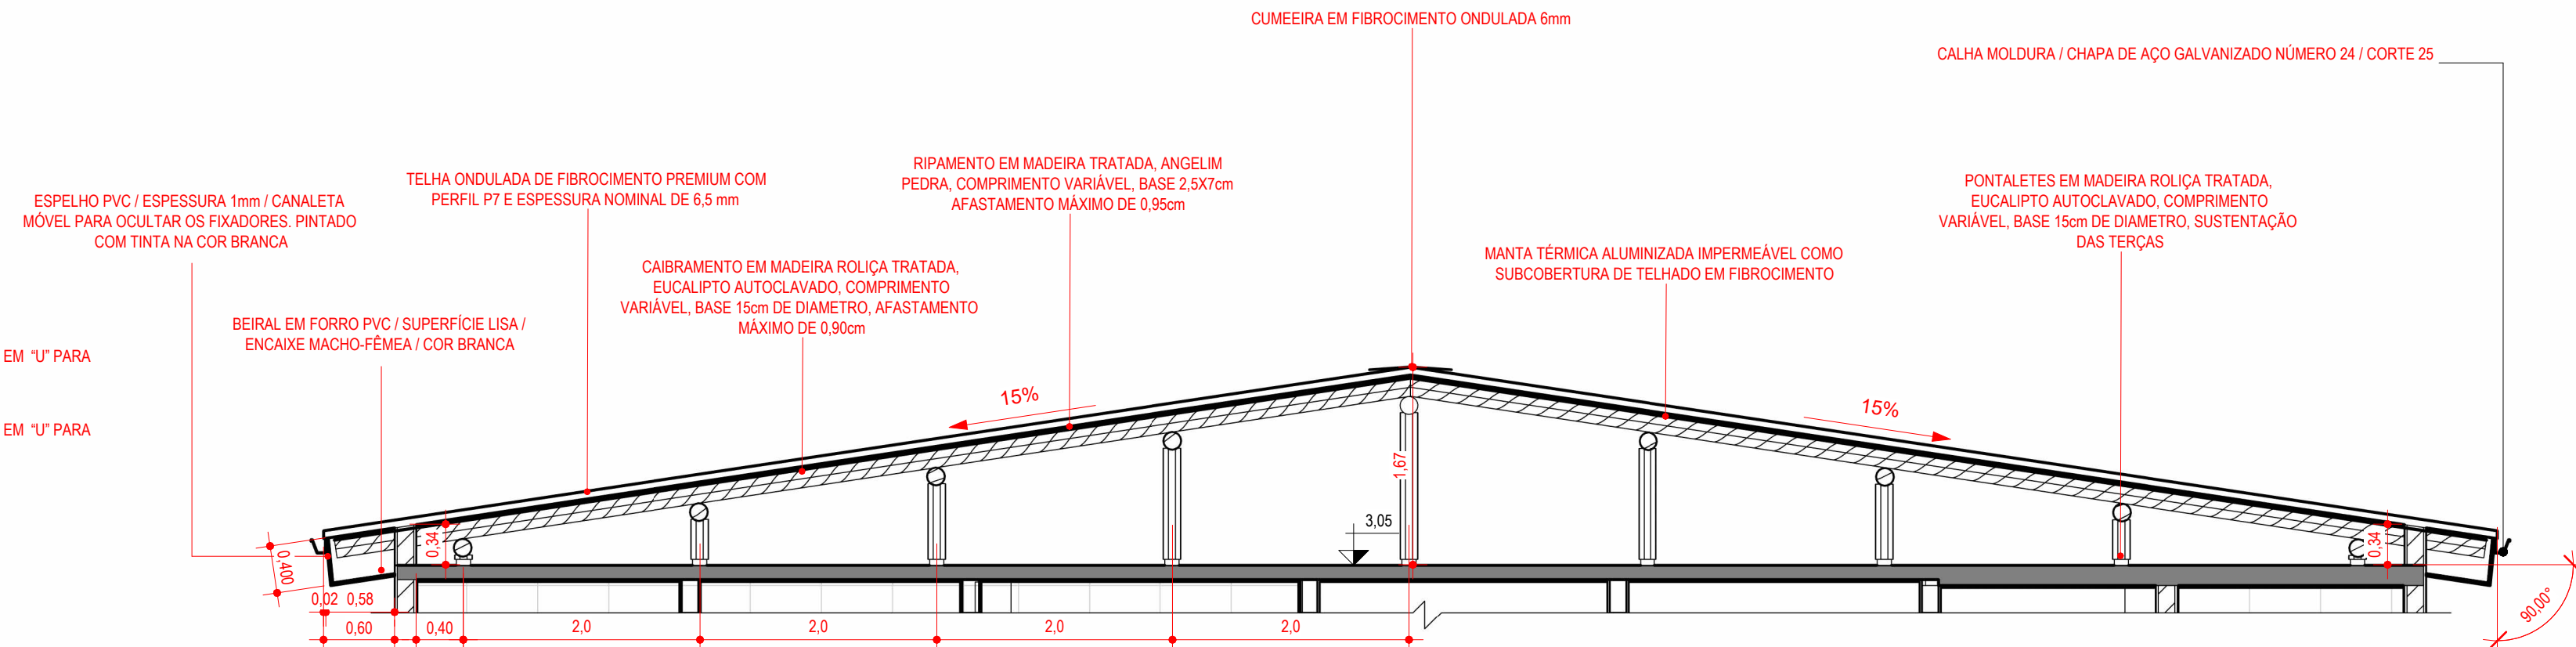 CUMEEIRA EM FIBROCIMENTO ONDULADA 6mm
CALHA MOLDURA / CHAPA DE AÇO GALVANIZADO NÚMERO 24 / CORTE 25
ESPELHO PVC / ESPESSURA 1mm / CANALETA
MÓVEL PARA OCULTAR OS FIXADORES. PINTADO
COM TINTA NA COR BRANCA
TELHA ONDULADA DE FIBROCIMENTO PREMIUM COM
PERFIL P7 E ESPESSURA NOMINAL DE 6,5 mm
RIPAMENTO EM MADEIRA TRATADA, ANGELIM
PEDRA, COMPRIMENTO VARIÁVEL, BASE 2,5X7cm
AFASTAMENTO MÁXIMO DE 0,95cm
PONTALETES EM MADEIRA ROLIÇA TRATADA,
EUCALIPTO AUTOCLAVADO, COMPRIMENTO
VARIÁVEL, BASE 15cm DE DIAMETRO, SUSTENTAÇÃO
DAS TERÇAS
CAIBRAMENTO EM MADEIRA ROLIÇA TRATADA,
EUCALIPTO AUTOCLAVADO, COMPRIMENTO
VARIÁVEL, BASE 15cm DE DIAMETRO, AFASTAMENTO
MÁXIMO DE 0,90cm
MANTA TÉRMICA ALUMINIZADA IMPERMEÁVEL COMO
SUBCOBERTURA DE TELHADO EM FIBROCIMENTO
BEIRAL EM FORRO PVC / SUPERFÍCIE LISA /
ENCAIXE MACHO-FÊMEA / COR BRANCA
EM “U” PARA
EM “U” PARA
15%
15%
1,67
3,05
0,34
0,34
0,400
0,02
0,58
0,60
0,40
2,0
2,0
2,0
2,0
90,00°